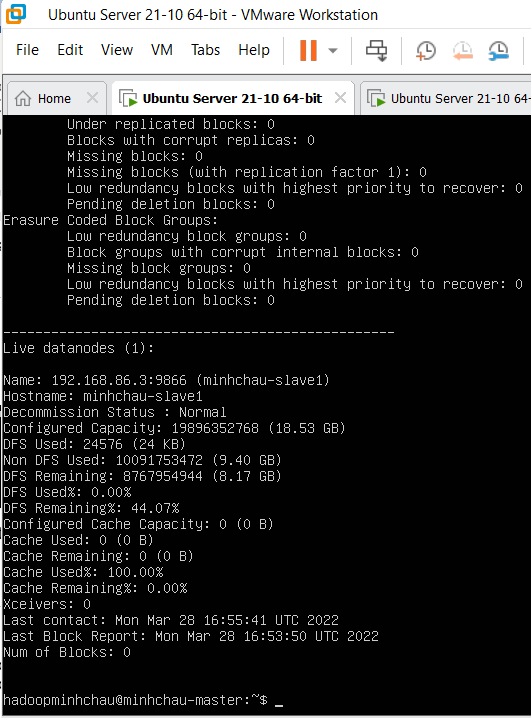 Ubuntu Server 21-10 64-bit - VMware Workstation
File Edit View VM Tabs Help
Home Ubuntu Server 21-10 64-bit Ubuntu Server 21-10 64-
Under replicated blocks: 0
Blocks with corrupt replicas: 0
Missing blocks: 0
Missing blocks (with replication factor 1): 0
Low redundancy blocks with highest priority to recover: 0
Pending deletion blocks: 0
Erasure Coded Block Groups:
Low redundancy block groups: 0
Block groups with corrupt internal blocks: 0
Missing block groups: 0
Low redundancy blocks with highest priority to recover: 0
Pending deletion blocks: 0
-------------------------------------------------
Live datanodes (1):
Name: 192.168.86.3:9866 (minhchau-slave1)
Hostname: minhchau-slave1
Decommission Status : Normal
Configured Capacity: 19896352768 (18.53 GB)
DFS Used: 24576 (24 KB)
Non DFS Used: 10091753472 (9.40 GB)
DFS Remaining: 8767954944 (8.17 GB)
DFS Used%: 0.00%
DFS Remaining%: 44.07%
Configured Cache Capacity: 0 (0 B)
Cache Used: 0 (0 B)
Cache Remaining: 0 (0 B)
Cache Used%: 100.00%
Cache Remaining%: 0.00%
Xceivers: 0
Last contact: Mon Mar 28 16:55:41 UTC 2022
Last Block Report: Mon Mar 28 16:53:50 UTC 2022
Num of Blocks: 0
hadoopminhchau@minhchau-master:~$ _